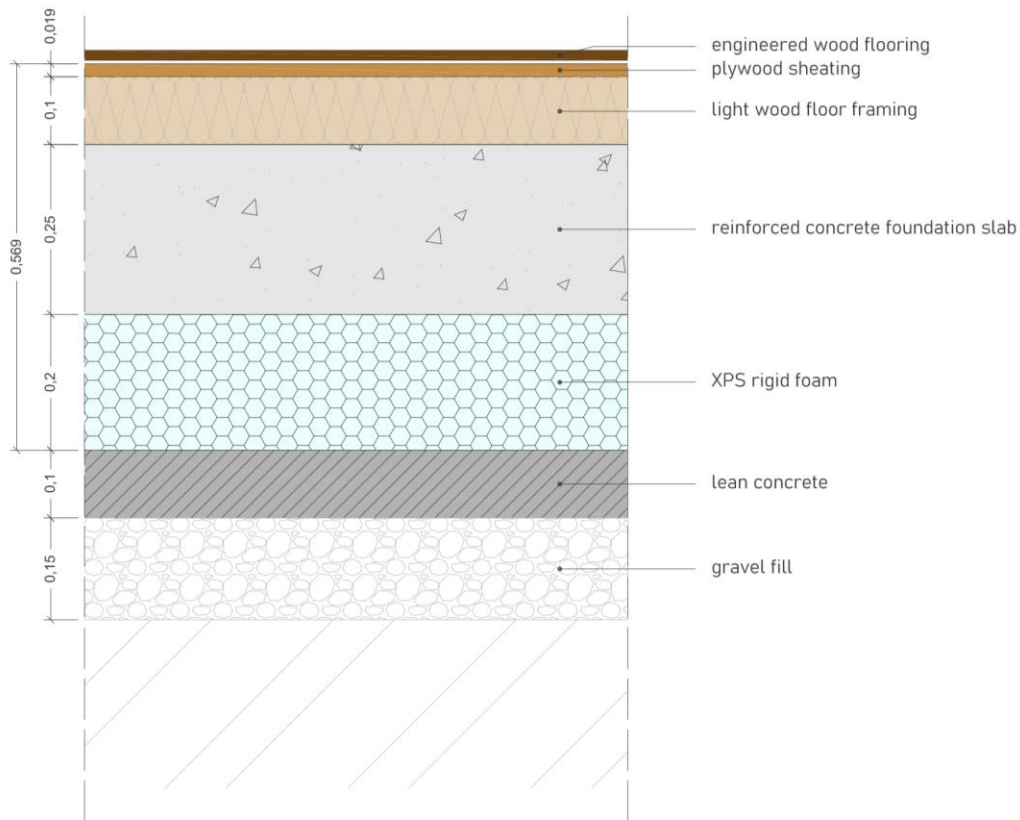 0,019
engineered wood flooring
plywood sheating
0,1
light wood floor framing
0,25
reinforced concrete foundation slab
0,569
0,2
XPS rigid foam
0,1
lean concrete
0,15
gravel fill